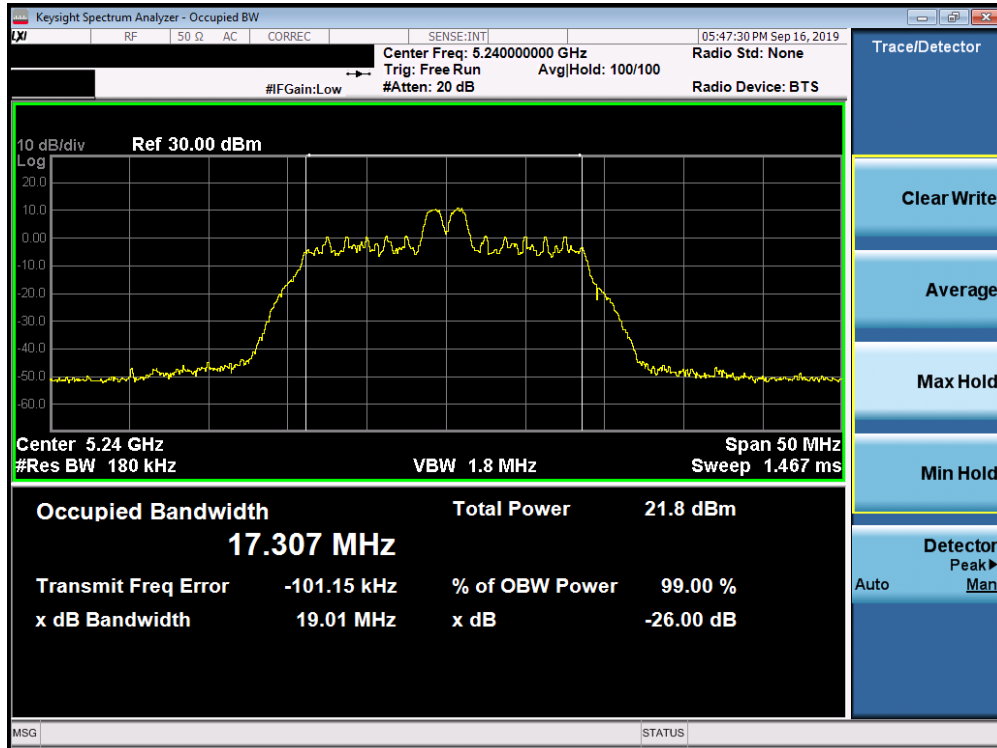 Keysight Spectrum Analyzer - Occupied BW
LXI RF 50 Ω AC CORREC SENSE:INT 05:47:30 PM Sep 16, 2019
Center Freq: 5.240000000 GHz Radio Std: None
Trig: Free Run Avg|Hold: 100/100
#IFGain:Low #Atten: 20 dB Radio Device: BTS
Trace/Detector
10 dB/div Ref 30.00 dBm
Log
20.0
10.0
0.00
-10.0
-20.0
-30.0
-40.0
-50.0
-60.0
Center 5.24 GHz Span 50 MHz
#Res BW 180 kHz VBW 1.8 MHz Sweep 1.467 ms
Occupied Bandwidth Total Power 21.8 dBm
17.307 MHz
Transmit Freq Error -101.15 kHz % of OBW Power 99.00 %
x dB Bandwidth 19.01 MHz x dB -26.00 dB
Clear Write
Average
Max Hold
Min Hold
Detector
Peak
Auto Man
MSG STATUS